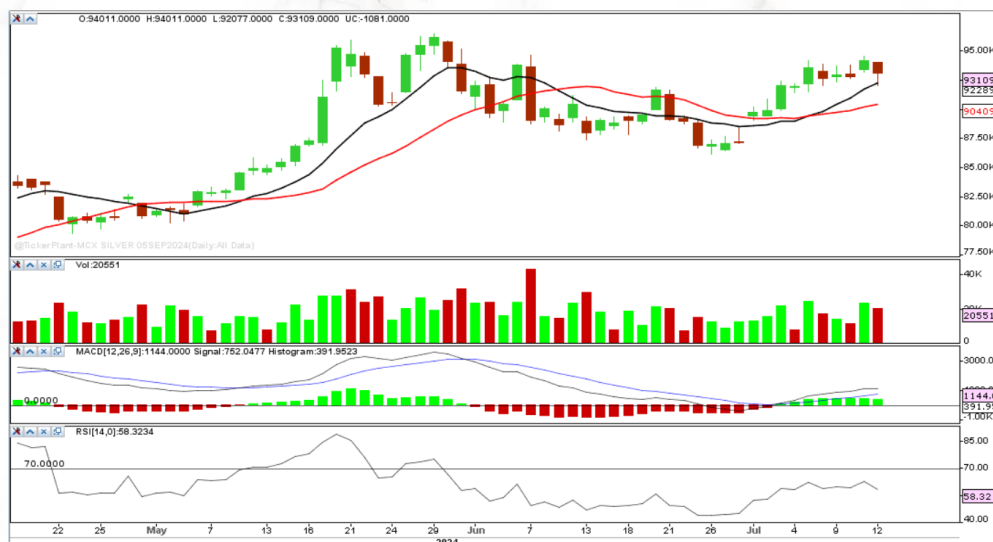 O:94011.0000 H:94011.0000 L:92077.0000 C:93109.0000 UC:-1081.0000
95.00K
93109
92289
90409
87.50K
85.00K
82.50K
80.00K
77.50K
@TickerPlant-MCX SILVER 05SEP2024(Daily:All Data)
Vol:20551
40K
20551
0
MACD[12,26,9]:1144.0000 Signal:752.0477 Histogram:391.9523
3000.0
0.0000
1144.0
391.95
-1.00K
RSI[14,0]:58.3234
85.00
70.0000
70.00
58.32
40.00
22 25 May 7 13 16 21 24 29 Jun 7 13 18 21 26 Jul 4 9 12